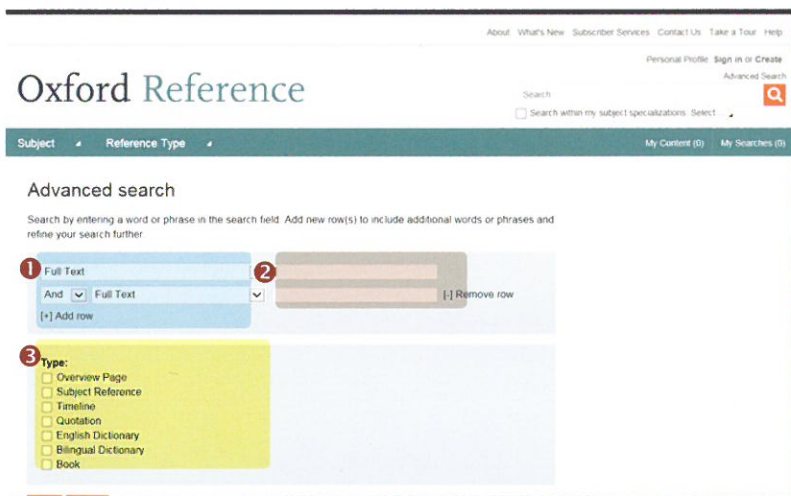 About What's New Subscriber Services Contact Us Take a Tour Help
Personal Profile Sign in or Create
Advanced Search
Oxford Reference
Search
Search within my subject specializations Select
Subject
Reference Type
My Content (0) My Searches (0)
Advanced search
Search by entering a word or phrase in the search field. Add new row(s) to include additional words or phrases and
refine your search further
1 Full Text 2
And Full Text [-] Remove row
[+] Add row
3 Type:
Overview Page
Subject Reference
Timeline
Quotation
English Dictionary
Bilingual Dictionary
Book